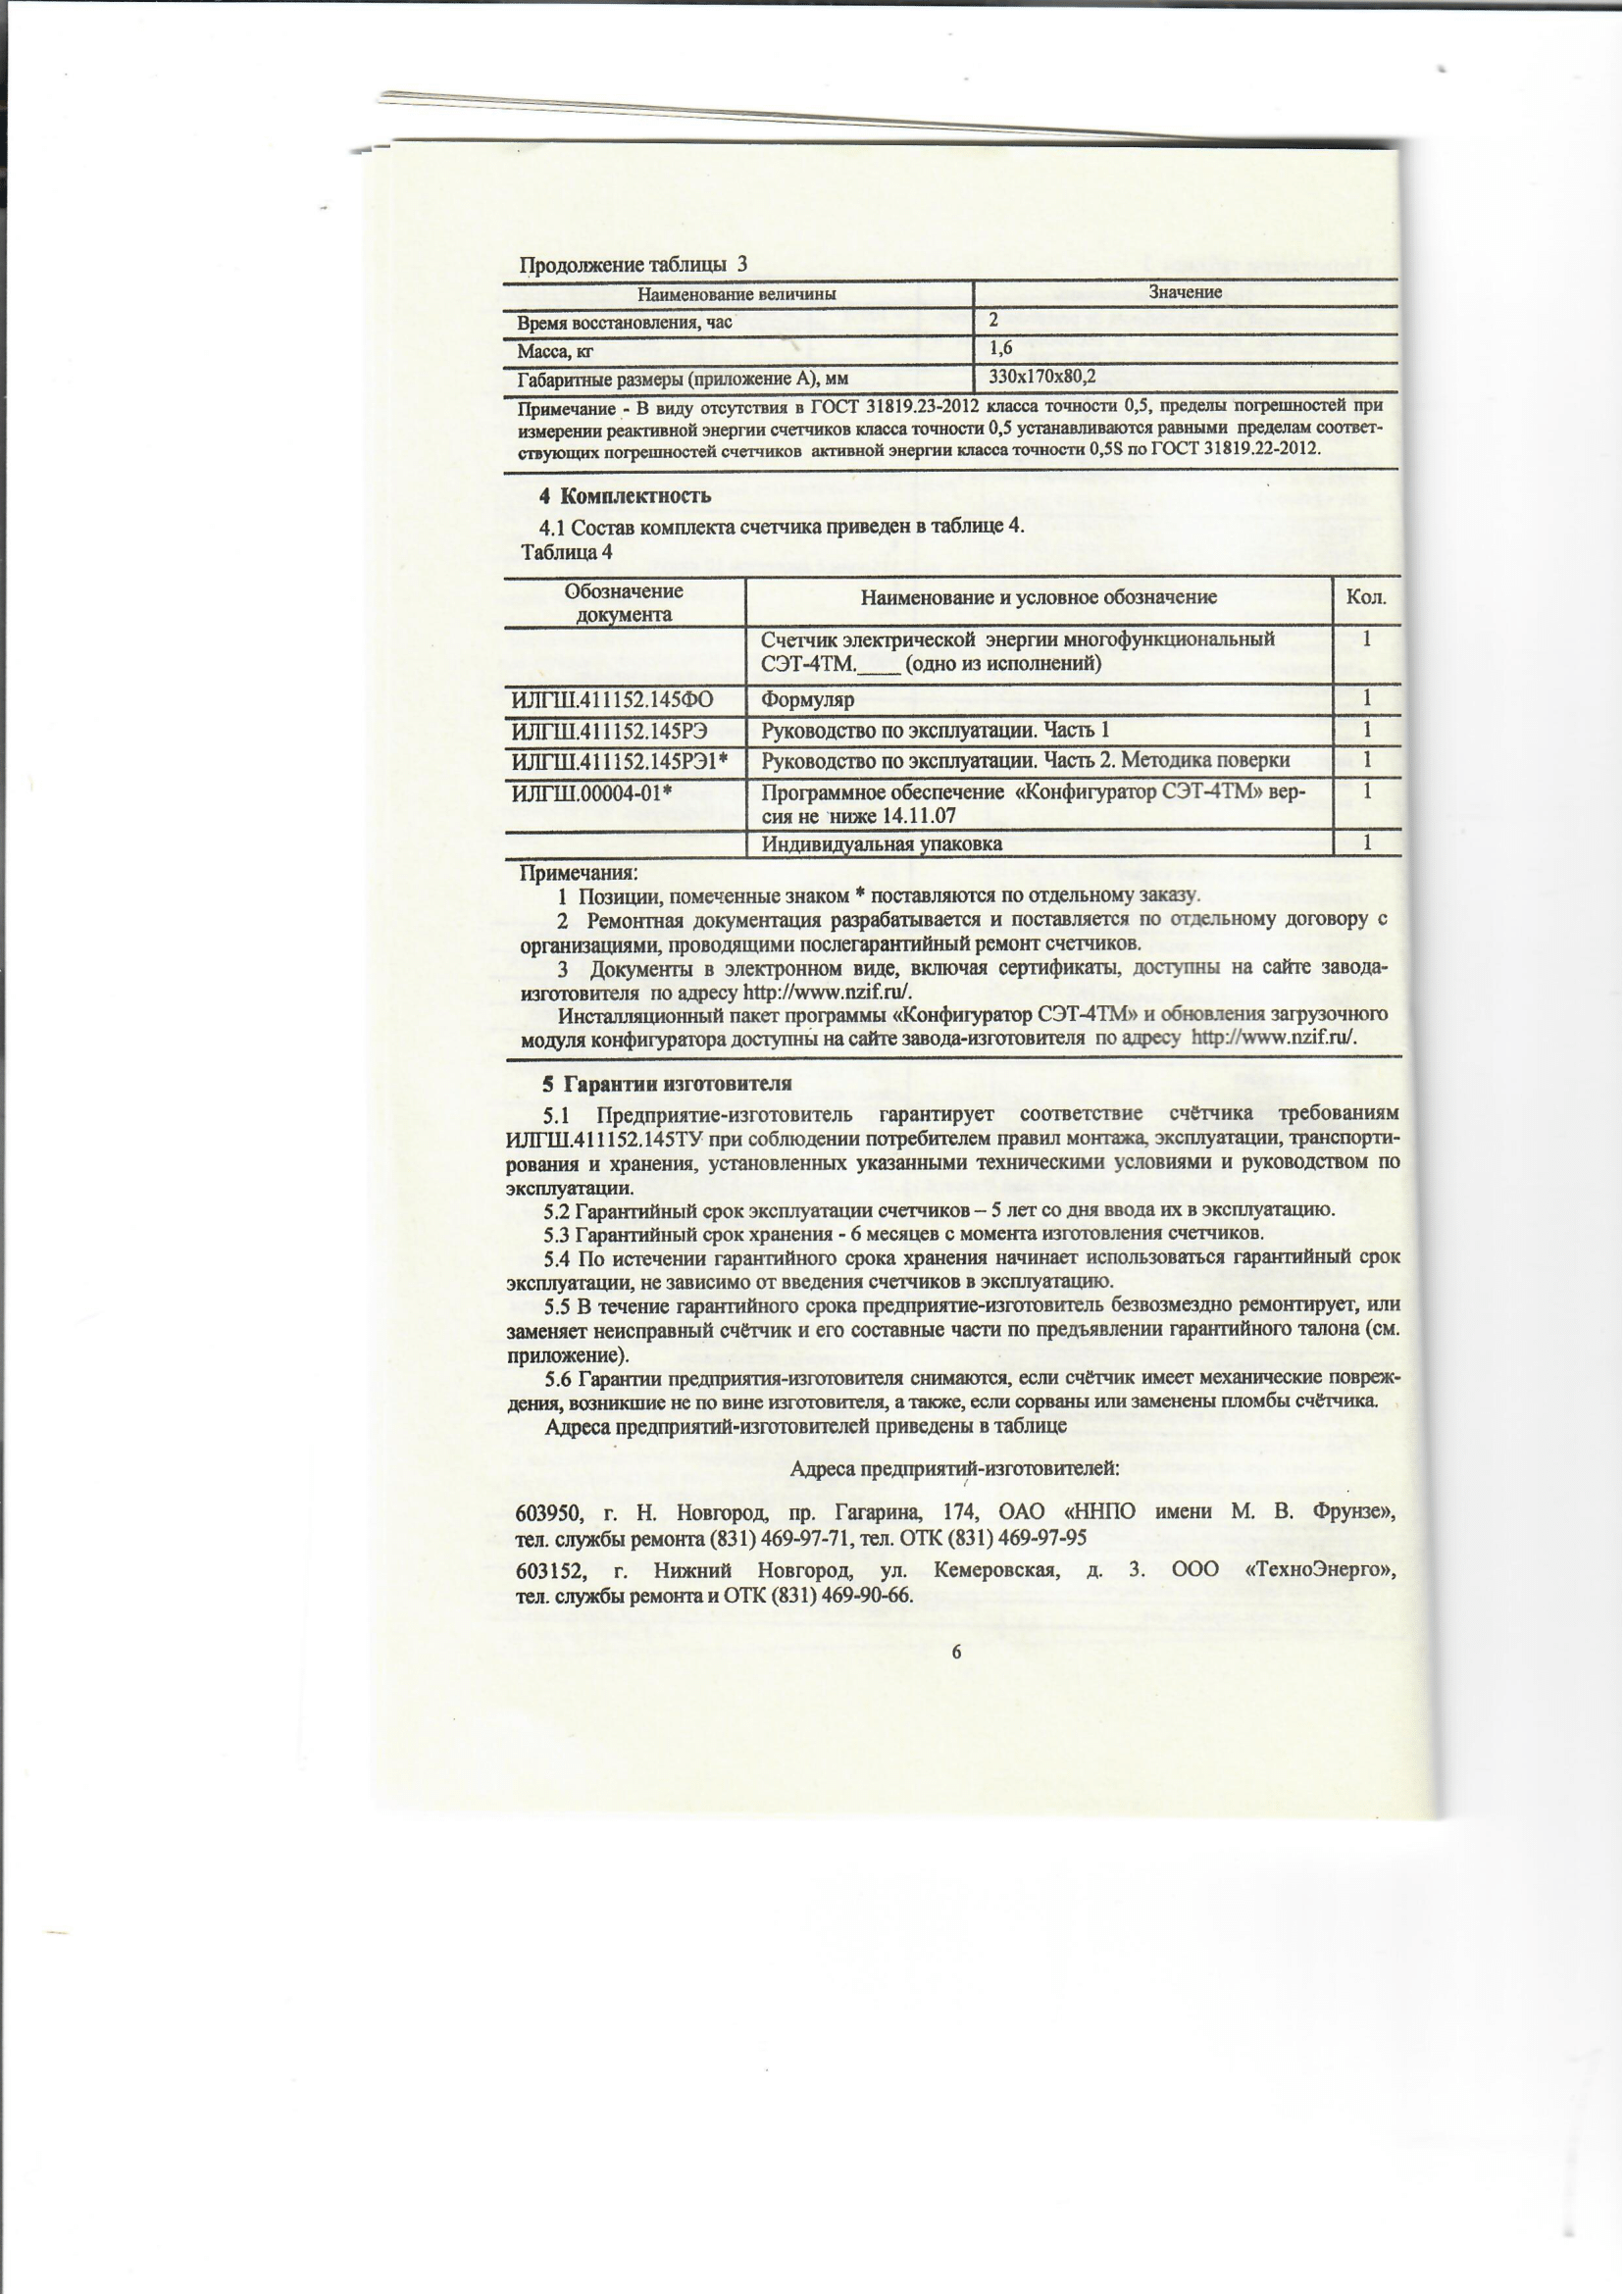 Продолжение таблицы 3
Наименование величины Значение
Время восстановления, час 2
Масса, кг 1,6
Габаритные размеры (приложение А), мм 330х170х80,2
Примечание - В виду отсутствия в ГОСТ 31819.23-2012 класса точности 0,5, пределы погрешностей при
измерении реактивной энергии счетчиков класса точности 0,5 устанавливаются равными пределам соответ-
ствующих погрешностей счетчиков активной энергии класса точности 0,5S по ГОСТ 31819.22-2012.
4 Комплектность
4.1 Состав комплекта счетчика приведен в таблице 4.
Таблица 4
Обозначение
документа
Наименование и условное обозначение Кол.
Счетчик электрической энергии многофункциональный 1
СЭТ-4ТМ.____ (одно из исполнений)
ИЛГШ.411152.145ФО Формуляр 1
ИЛГШ.411152.145РЭ Руководство по эксплуатации. Часть 1 1
ИЛГШ.411152.145РЭ1* Руководство по эксплуатации. Часть 2. Методика поверки 1
ИЛГШ.00004-01* Программное обеспечение «Конфигуратор СЭТ-4ТМ» вер- 1
сия не ниже 14.11.07
Индивидуальная упаковка 1
Примечания:
1 Позиции, помеченные знаком * поставляются по отдельному заказу.
2 Ремонтная документация разрабатывается и поставляется по отдельному договору с
организациями, проводящими послегарантийный ремонт счетчиков.
3 Документы в электронном виде, включая сертификаты, доступны на сайте завода-
изготовителя по адресу http://www.nzif.ru/.
Инсталляционный пакет программы «Конфигуратор СЭТ-4ТМ» и обновления загрузочного
модуля конфигуратора доступны на сайте завода-изготовителя по адресу http://www.nzif.ru/.
5 Гарантии изготовителя
5.1 Предприятие-изготовитель гарантирует соответствие счётчика требованиям
ИЛГШ.411152.145ТУ при соблюдении потребителем правил монтажа, эксплуатации, транспорти-
рования и хранения, установленных указанными техническими условиями и руководством по
эксплуатации.
5.2 Гарантийный срок эксплуатации счетчиков – 5 лет со дня ввода их в эксплуатацию.
5.3 Гарантийный срок хранения - 6 месяцев с момента изготовления счетчиков.
5.4 По истечении гарантийного срока хранения начинает использоваться гарантийный срок
эксплуатации, не зависимо от введения счетчиков в эксплуатацию.
5.5 В течение гарантийного срока предприятие-изготовитель безвозмездно ремонтирует, или
заменяет неисправный счётчик и его составные части по предъявлении гарантийного талона (см.
приложение).
5.6 Гарантии предприятия-изготовителя снимаются, если счётчик имеет механические повреж-
дения, возникшие не по вине изготовителя, а также, если сорваны или заменены пломбы счётчика.
Адреса предприятий-изготовителей приведены в таблице
Адреса предприятий-изготовителей:
603950, г. Н. Новгород, пр. Гагарина, 174, ОАО «ННПО имени М. В. Фрунзе»,
тел. службы ремонта (831) 469-97-71, тел. ОТК (831) 469-97-95
603152, г. Нижний Новгород, ул. Кемеровская, д. 3. ООО «ТехноЭнерго»,
тел. службы ремонта и ОТК (831) 469-90-66.
6